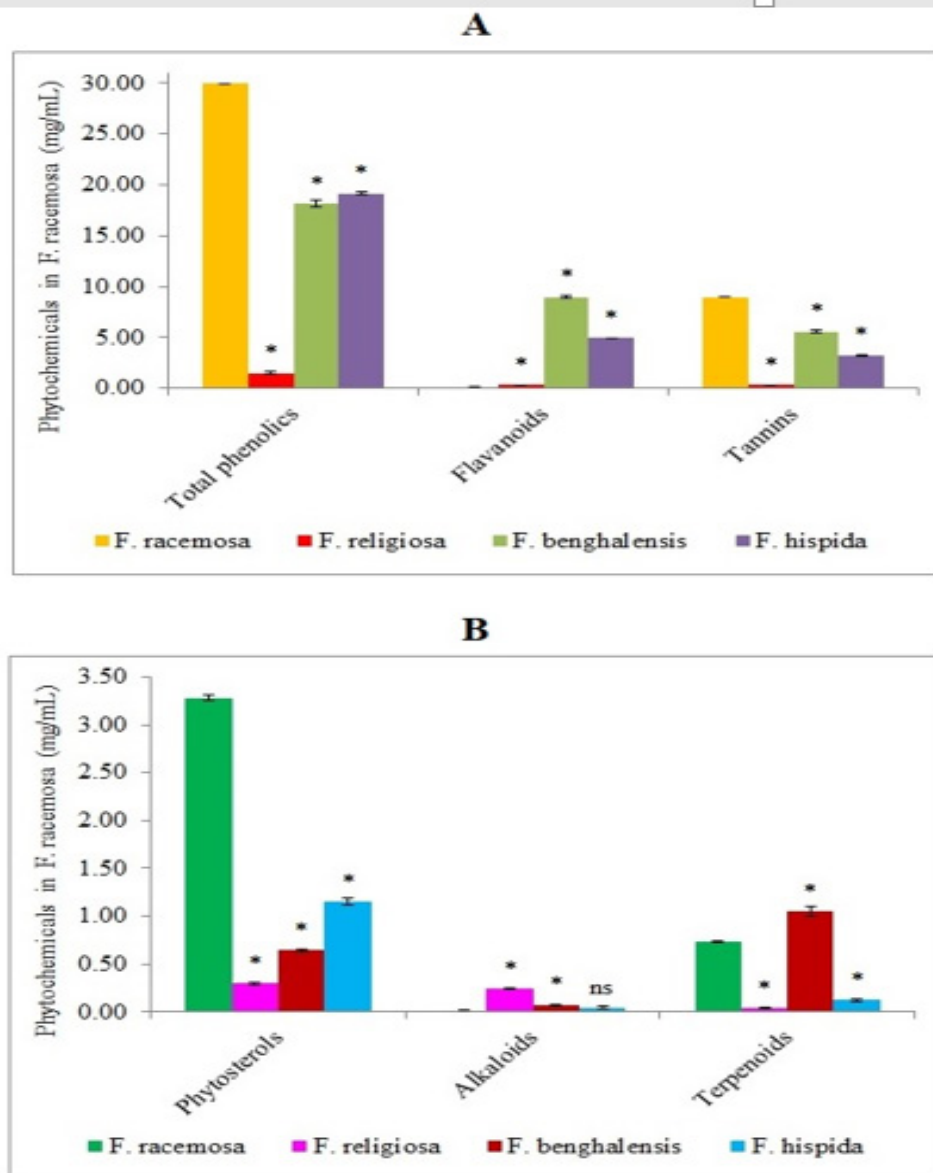 A
Phytochemicals in F. racemosa (mg/mL)
30.00
25.00
20.00
15.00
10.00
5.00
0.00
* * *
* * *
* * *
Total phenolics
Flavanoids
Tannins
F. racemosa F. religiosa F. benghalensis F. hispida
B
Phytochemicals in F. racemosa (mg/mL)
3.50
3.00
2.50
2.00
1.50
1.00
0.50
0.00
* * *
* * ns
* * *
Phytosterols
Alkaloids
Terpenoids
F. racemosa F. religiosa F. benghalensis F. hispida